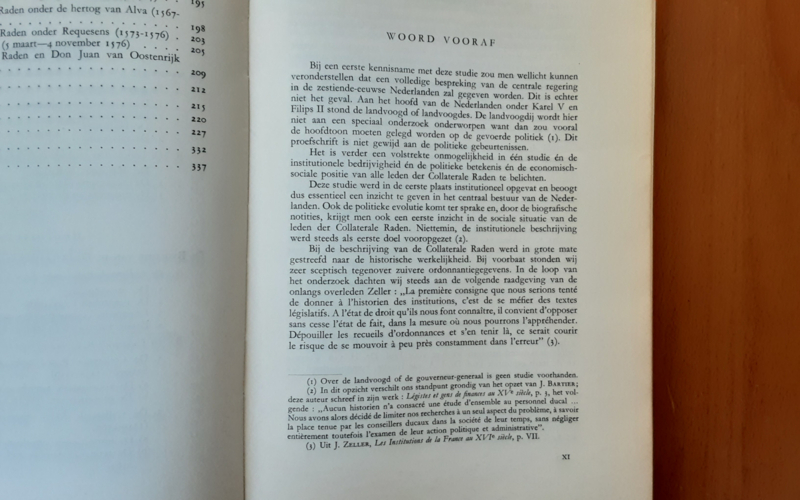 195
Raden onder de hertog van Alva (1567-
198
Raden onder Requesens (1573-1576)
203
(5 maart—4 november 1576)
205
Raden en Don Juan van Oostenrijk
209
212
215
220
227
332
337
WOORD VOORAF
Bij een eerste kennisname met deze studie zou men wellicht kunnen
veronderstellen dat een volledige bespreking van de centrale regering
in de zestiende-eeuwse Nederlanden zal gegeven worden. Dit is echter
niet het geval. Aan het hoofd van de Nederlanden onder Karel V en
Filips II stond de landvoogd of landvoogdes. De landvoogdij wordt hier
niet aan een speciaal onderzoek onderworpen want dan zou vooral
de hoofdtoon moeten gelegd worden op de gevoerde politiek (1). Dit
proefschrift is niet gewijd aan de politieke gebeurtenissen.
Het is verder een volstrekte onmogelijkheid in één studie én de
institutionele bedrijvigheid én de politieke betekenis én de economisch-
sociale positie van alle leden der Collaterale Raden te belichten.
Deze studie werd in de eerste plaats institutioneel opgevat en beoogt
dus essentieel een inzicht te geven in het centraal bestuur van de Neder-
landen. Ook de politieke evolutie komt ter sprake en, door de biografische
notities, krijgt men ook een eerste inzicht in de sociale situatie van de
leden der Collaterale Raden. Niettemin, de institutionele beschrijving
werd steeds als eerste doel vooropgezet (2).
Bij de beschrijving van de Collaterale Raden werd in grote mate
gestreefd naar de historische werkelijkheid. Bij voorbaat stonden wij
zeer sceptisch tegenover zuivere ordonnantiegegevens. In de loop van
het onderzoek dachten wij steeds aan de volgende raadgeving van de
onlangs overleden Zeller : „La première consigne que nous serions tenté
de donner à l'historien des institutions, c'est de se méfier des textes
législatifs. A l'état de droit qu'ils nous font connaître, il convient d'opposer
sans cesse l'état de fait, dans la mesure où nous pourrons l'appréhender.
Dépouiller les recueils d'ordonnances et s'en tenir là, ce serait courir
le risque de se mouvoir à peu près constamment dans l'erreur” (3).
(1) Over de landvoogd of de gouverneur-generaal is geen studie voorhanden.
(2) In dit opzicht verschilt ons standpunt grondig van het opzet van J. BARTIER;
deze auteur schreef in zijn werk : Légistes et gens de finances au XVe siècle, p. 5, het vol-
gende : „Aucun historien n'a consacré une étude d'ensemble au personnel ducal ...
Nous avons alors décidé de limiter nos recherches à un seul aspect du problème, à savoir
la place tenue par les conseillers ducaux dans la société de leur temps, sans négliger
entièrement toutefois l'examen de leur action politique et administrative”.
(3) Uit J. ZELLER, Les Institutions de la France au XVIe siècle, p. VII.
XI